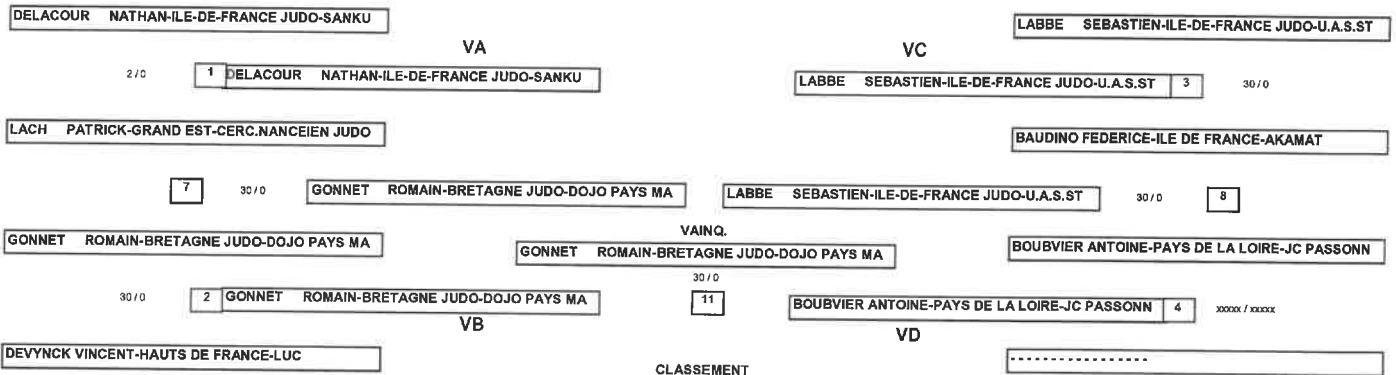 DELACOUR NATHAN-ILE-DE-FRANCE JUDO-SANKU
LABBE SEBASTIEN-ILE-DE-FRANCE JUDO-U.A.S.ST
VA
VC
2 / 0 1 DELACOUR NATHAN-ILE-DE-FRANCE JUDO-SANKU
LABBE SEBASTIEN-ILE-DE-FRANCE JUDO-U.A.S.ST 3 30 / 0
LACH PATRICK-GRAND EST-CERC.NANCEIEN JUDO
BAUDINO FEDERICE-ILE DE FRANCE-AKAMAT
7 30 / 0 GONNET ROMAIN-BRETAGNE JUDO-DOJO PAYS MA
LABBE SEBASTIEN-ILE-DE-FRANCE JUDO-U.A.S.ST 30 / 0 8
GONNET ROMAIN-BRETAGNE JUDO-DOJO PAYS MA
VAINQ.
GONNET ROMAIN-BRETAGNE JUDO-DOJO PAYS MA
BOUBVIER ANTOINE-PAYS DE LA LOIRE-JC PASSONN
30 / 0
30 / 0 2 GONNET ROMAIN-BRETAGNE JUDO-DOJO PAYS MA
11
BOUBVIER ANTOINE-PAYS DE LA LOIRE-JC PASSONN 4 xxxxx / xxxxx
VB
VD
DEVYNCK VINCENT-HAUTS DE FRANCE-LUC
CLASSEMENT
- - - - - - - - - - - - - - - - -